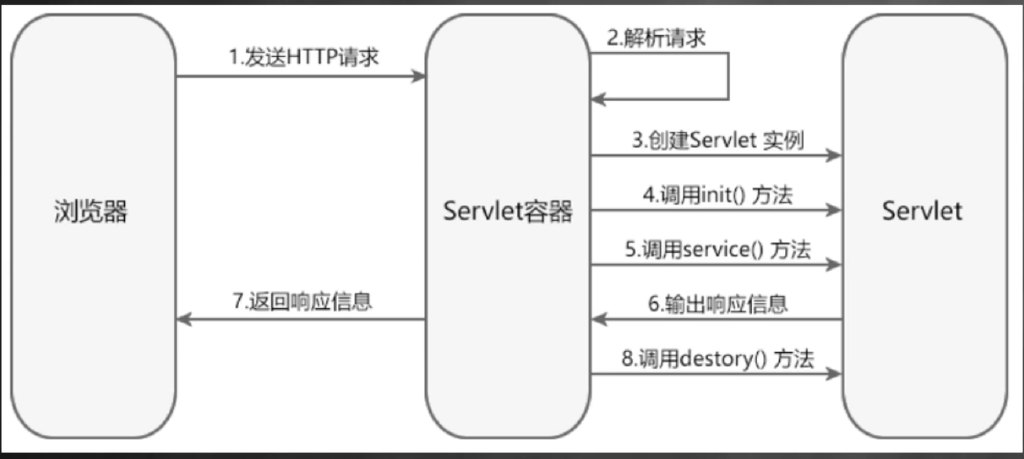 1.发送HTTP请求
2.解析请求
3.创建Servlet 实例
4.调用init() 方法
浏览器
Servlet容器
Servlet
5.调用service() 方法
7.返回响应信息
6.输出响应信息
8.调用destory() 方法